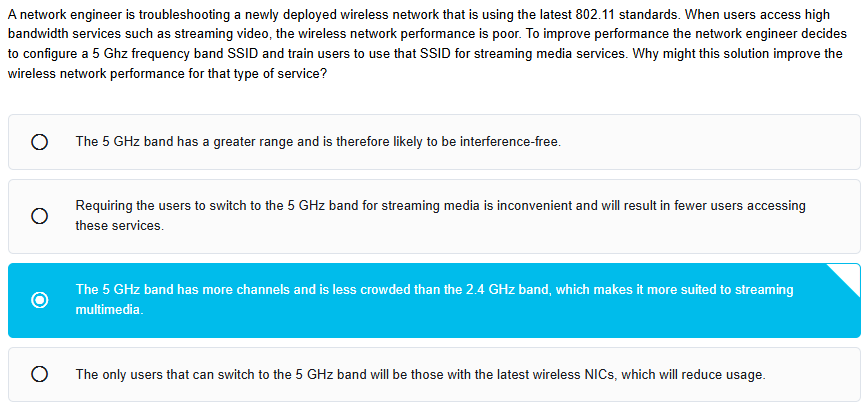 A network engineer is troubleshooting a newly deployed wireless network that is using the latest 802.11 standards. When users access high
bandwidth services such as streaming video, the wireless network performance is poor. To improve performance the network engineer decides
to configure a 5 Ghz frequency band SSID and train users to use that SSID for streaming media services. Why might this solution improve the
wireless network performance for that type of service?
The 5 GHz band has a greater range and is therefore likely to be interference-free.
Requiring the users to switch to the 5 GHz band for streaming media is inconvenient and will result in fewer users accessing
these services.
The 5 GHz band has more channels and is less crowded than the 2.4 GHz band, which makes it more suited to streaming
multimedia.
The only users that can switch to the 5 GHz band will be those with the latest wireless NICs, which will reduce usage.